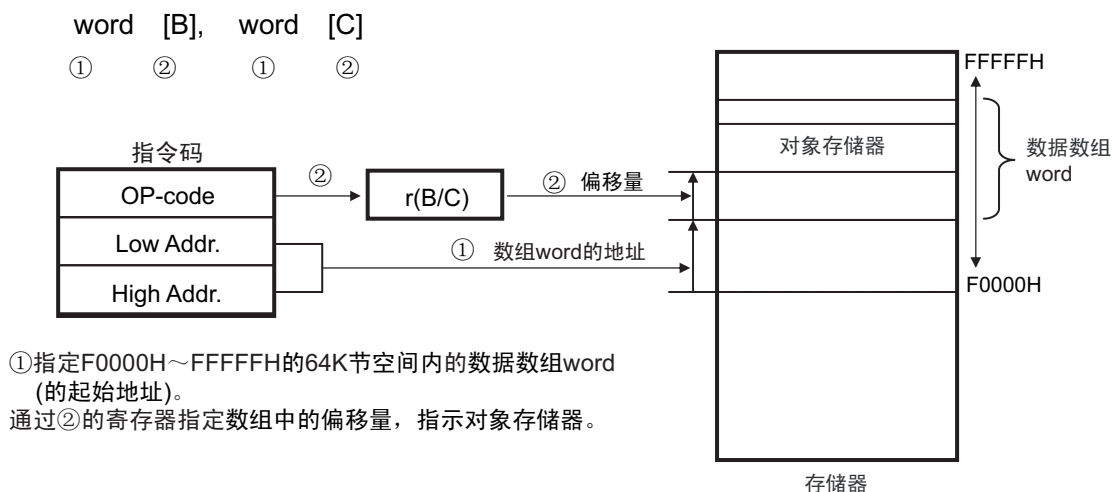 word [B], word [C]
① ② ① ②
指令码
OP-code
Low Addr.
High Addr.
②
r(B/C)
② 偏移量
① 数组word的地址
FFFFFH
对象存储器
数据数组
word
F0000H
存储器
①指定F0000H～FFFFFH的64K节空间内的数据数组word
(的起始地址)。
通过②的寄存器指定数组中的偏移量，指示对象存储器。